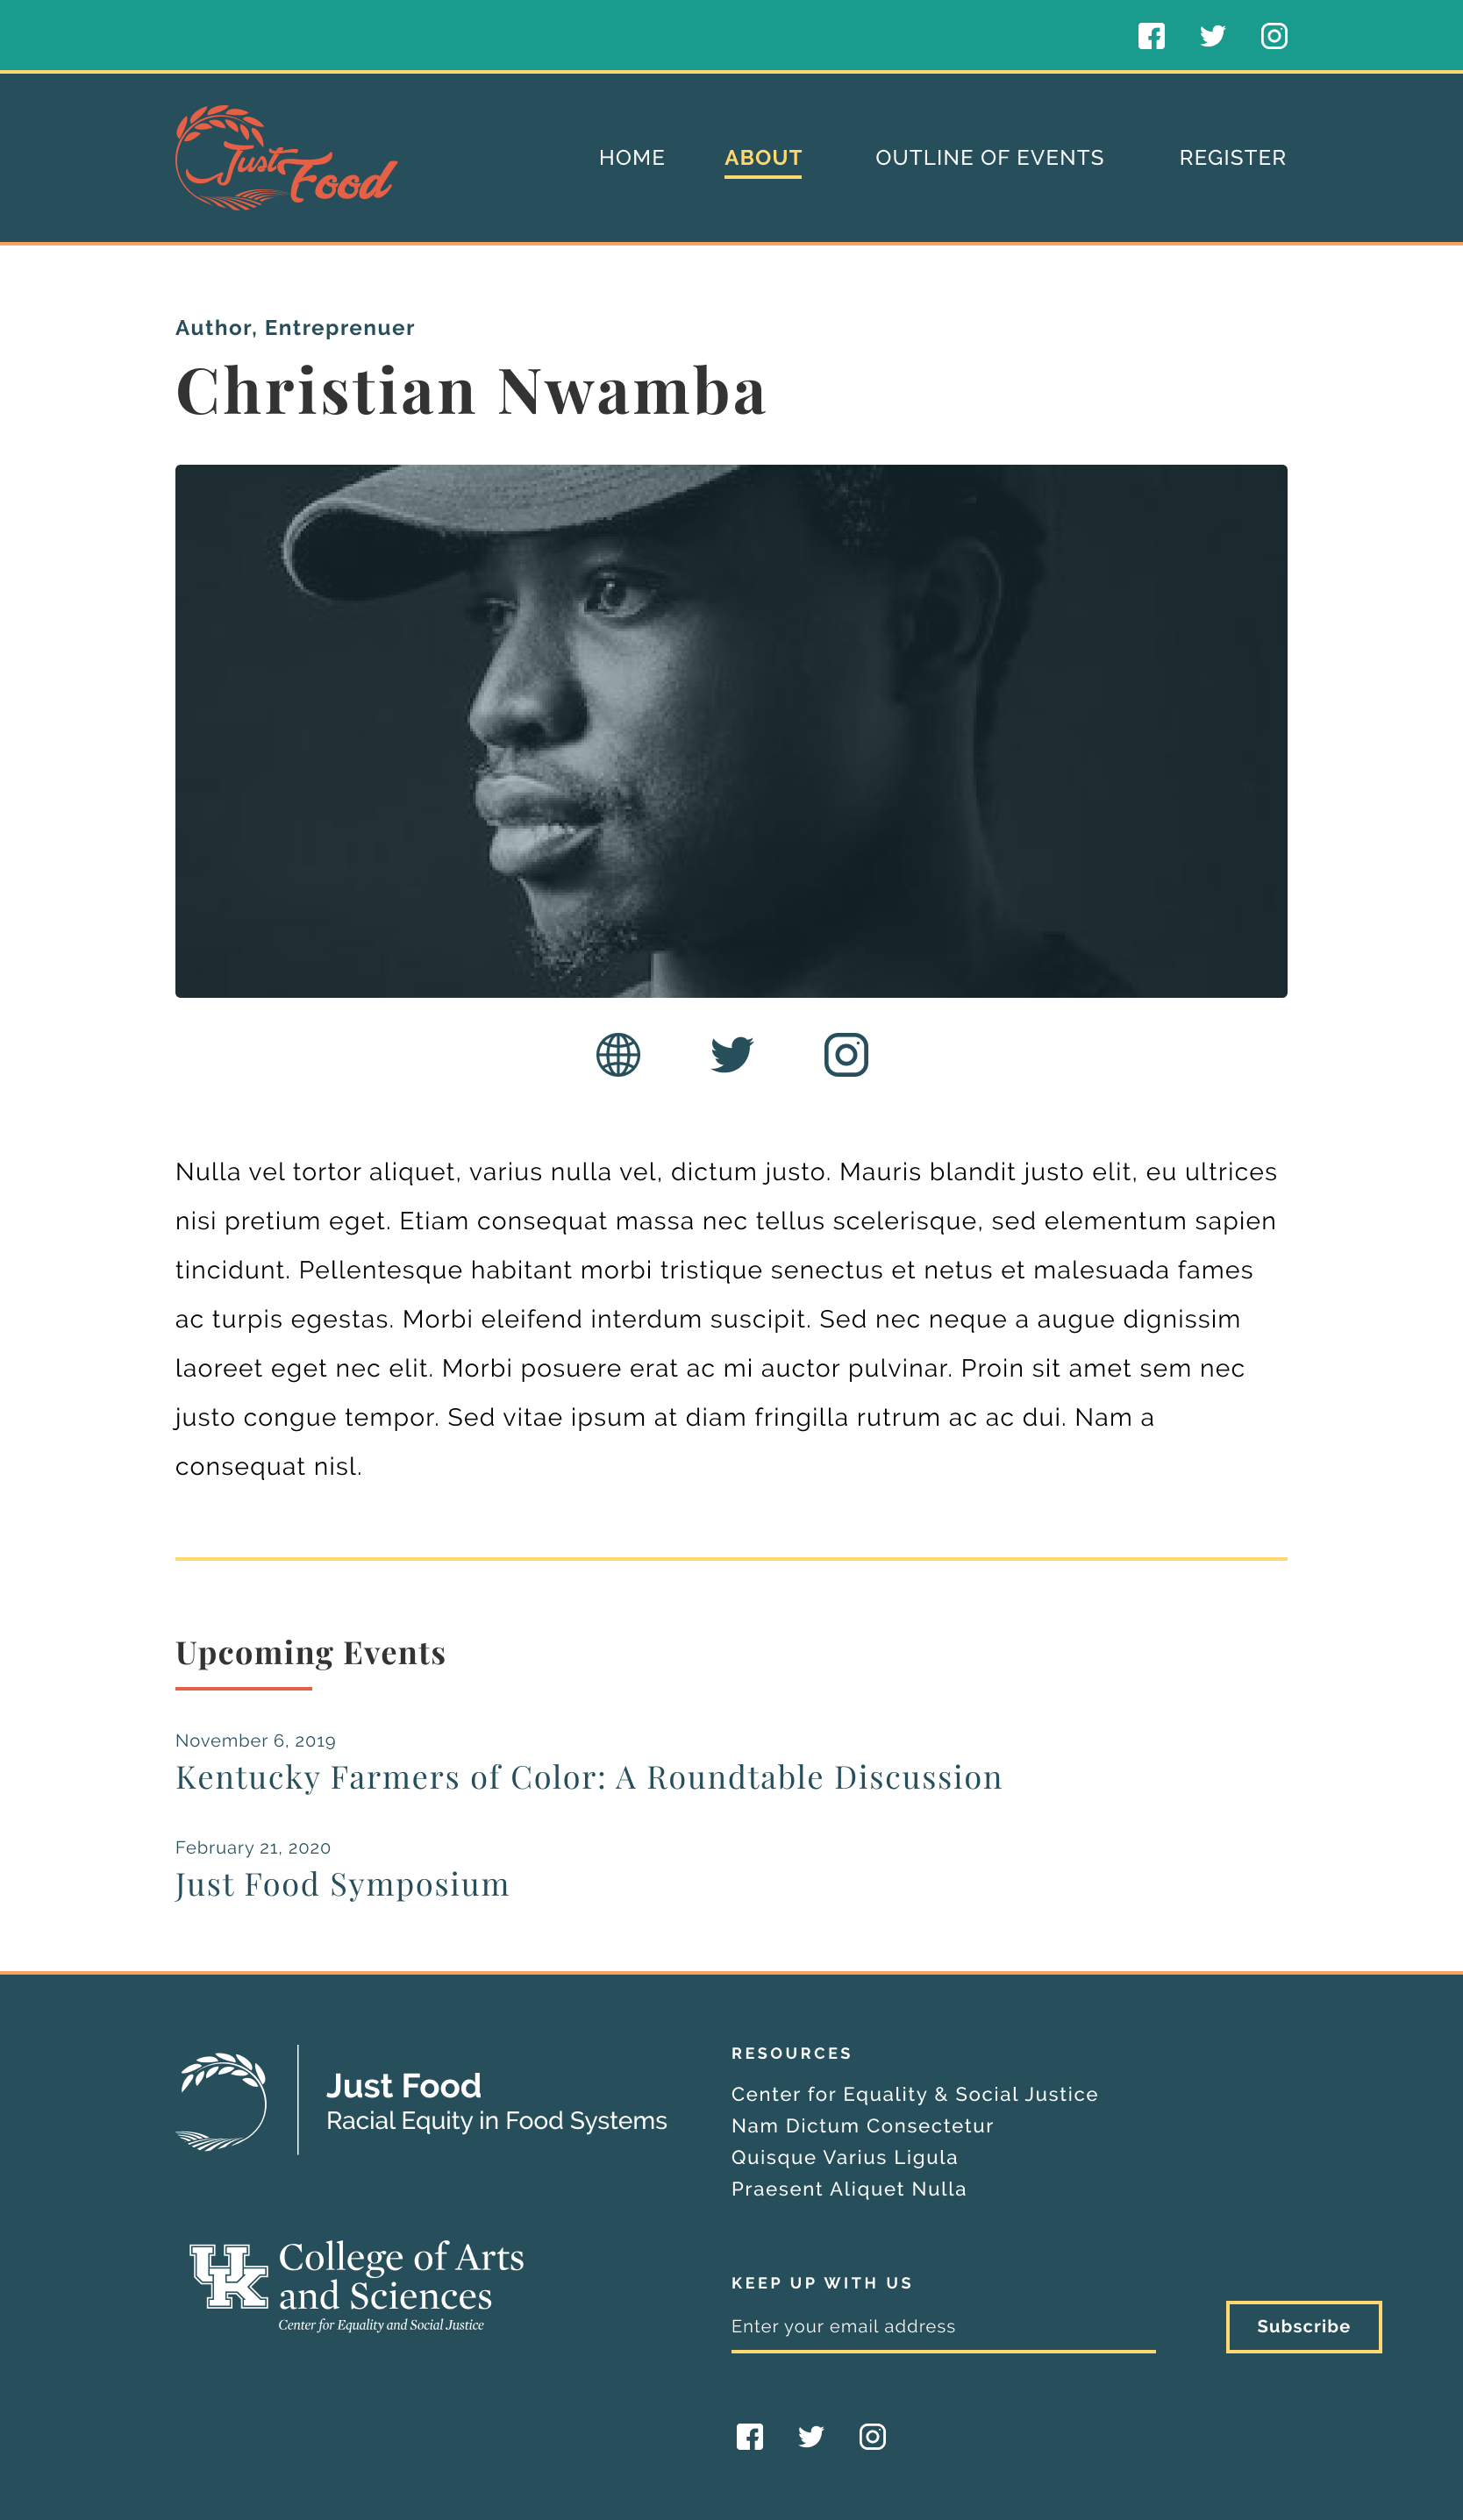 Just Food
HOME
ABOUT
OUTLINE OF EVENTS
REGISTER
Author, Entreprenuer
Christian Nwamba
Nulla vel tortor aliquet, varius nulla vel, dictum justo. Mauris blandit justo elit, eu ultrices
nisi pretium eget. Etiam consequat massa nec tellus scelerisque, sed elementum sapien
tincidunt. Pellentesque habitant morbi tristique senectus et netus et malesuada fames
ac turpis egestas. Morbi eleifend interdum suscipit. Sed nec neque a augue dignissim
laoreet eget nec elit. Morbi posuere erat ac mi auctor pulvinar. Proin sit amet sem nec
justo congue tempor. Sed vitae ipsum at diam fringilla rutrum ac ac dui. Nam a
consequat nisl.
Upcoming Events
November 6, 2019
Kentucky Farmers of Color: A Roundtable Discussion
February 21, 2020
Just Food Symposium
Just Food
Racial Equity in Food Systems
UK
College of Arts
and Sciences
Center for Equality and Social Justice
RESOURCES
Center for Equality & Social Justice
Nam Dictum Consectetur
Quisque Varius Ligula
Praesent Aliquet Nulla
KEEP UP WITH US
Enter your email address
Subscribe